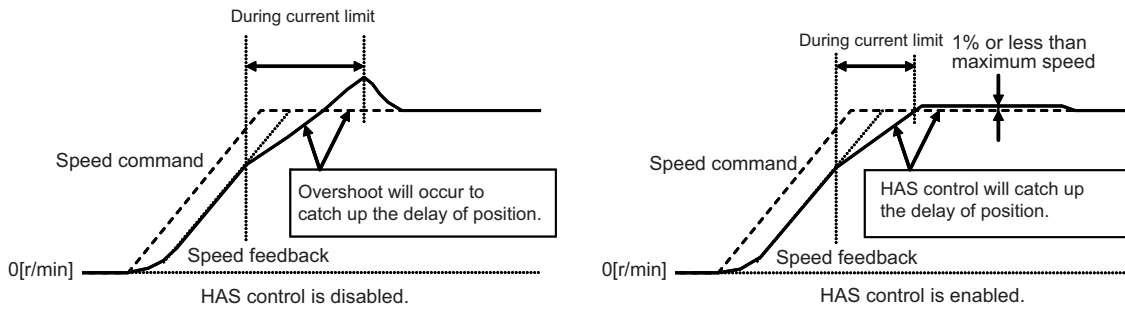 During current limit
Speed command
Overshoot will occur to
catch up the delay of position.
Speed feedback
0[r/min]
HAS control is disabled.
During current limit
1% or less than
maximum speed
Speed command
HAS control will catch up
the delay of position.
Speed feedback
0[r/min]
HAS control is enabled.